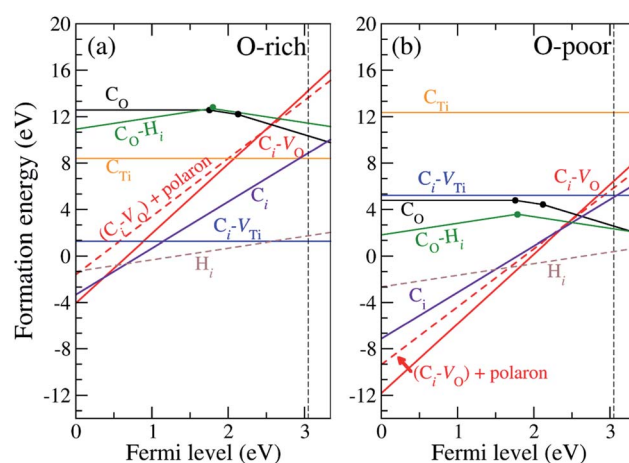 (a) O-rich
C_O
C_O-H_i
C_i-V_O
C_Ti
(C_i-V_O) + polaron
C_i
C_i-V_Ti
H_i
20
16
12
8
4
0
-4
-8
-12
Formation energy (eV)
0 1 2 3
Fermi level (eV)
(b) O-poor
C_Ti
C_i-V_Ti
C_i-V_O
C_O
C_O-H_i
C_i
H_i
(C_i-V_O) + polaron
20
16
12
8
4
0
-4
-8
-12
0 1 2 3
Fermi level (eV)